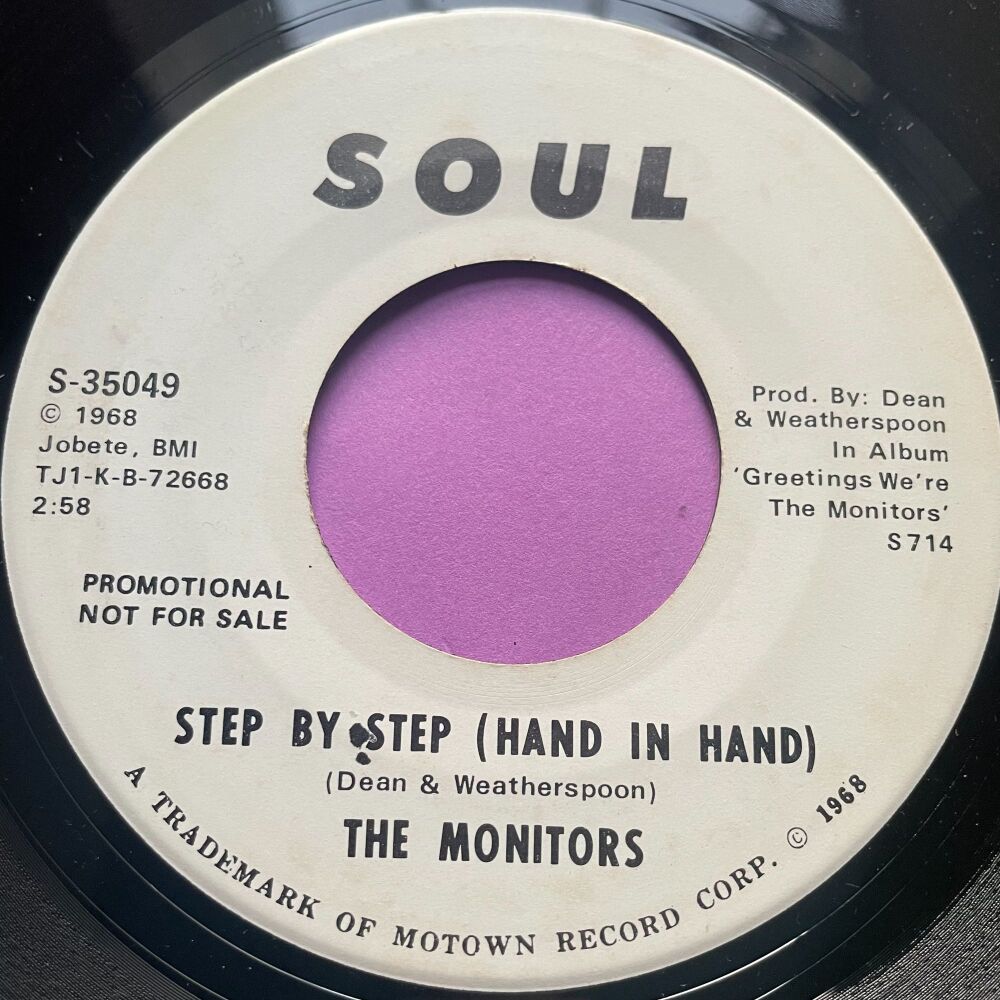 SOUL
S-35049
© 1968
Jobete, BMI
TJ1-K-B-72668
2:58
PROMOTIONAL
NOT FOR SALE
Prod. By: Dean
& Weatherspoon
In Album
'Greetings We're
The Monitors'
S 714
STEP BY STEP (HAND IN HAND)
(Dean & Weatherspoon)
THE MONITORS
A TRADEMARK OF MOTOWN RECORD CORP. © 1968